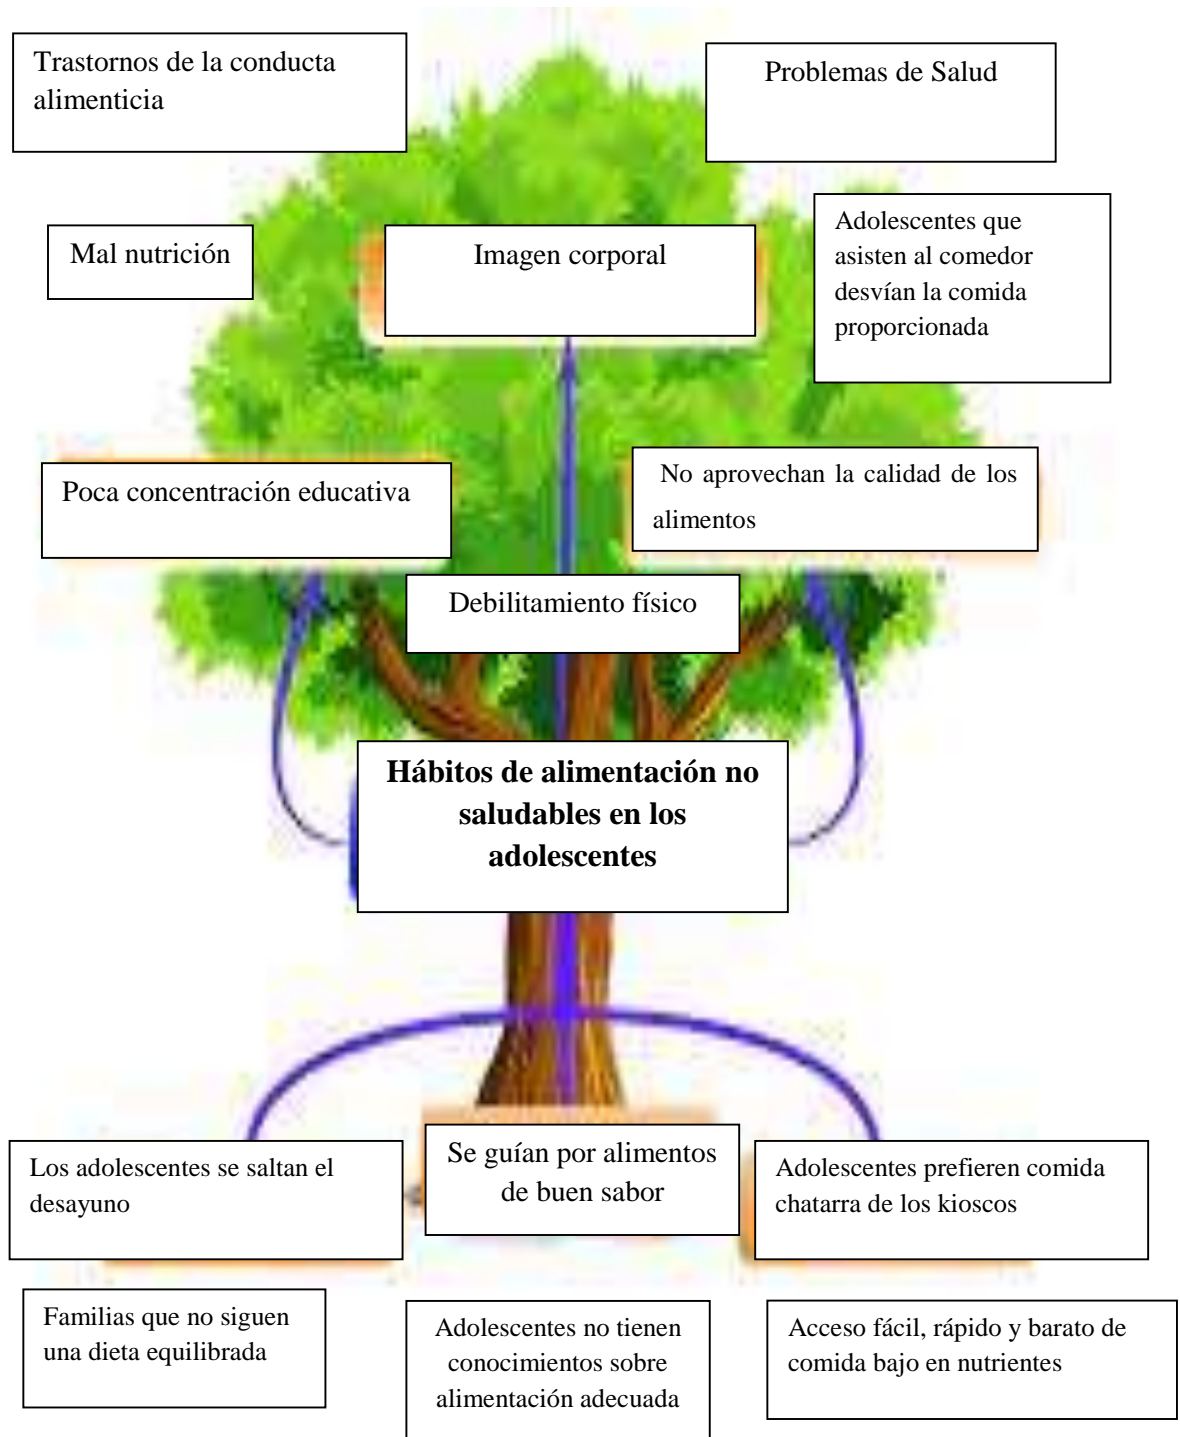 Trastornos de la conducta
alimenticia
Problemas de Salud
Mal nutrición
Imagen corporal
Adolescentes que
asisten al comedor
desvían la comida
proporcionada
Poca concentración educativa
No aprovechan la calidad de los
alimentos
Debilitamiento físico
Hábitos de alimentación no
saludables en los
adolescentes
Los adolescentes se saltan el
desayuno
Se guían por alimentos
de buen sabor
Adolescentes prefieren comida
chatarra de los kioscos
Familias que no siguen
una dieta equilibrada
Adolescentes no tienen
conocimientos sobre
alimentación adecuada
Acceso fácil, rápido y barato de
comida bajo en nutrientes